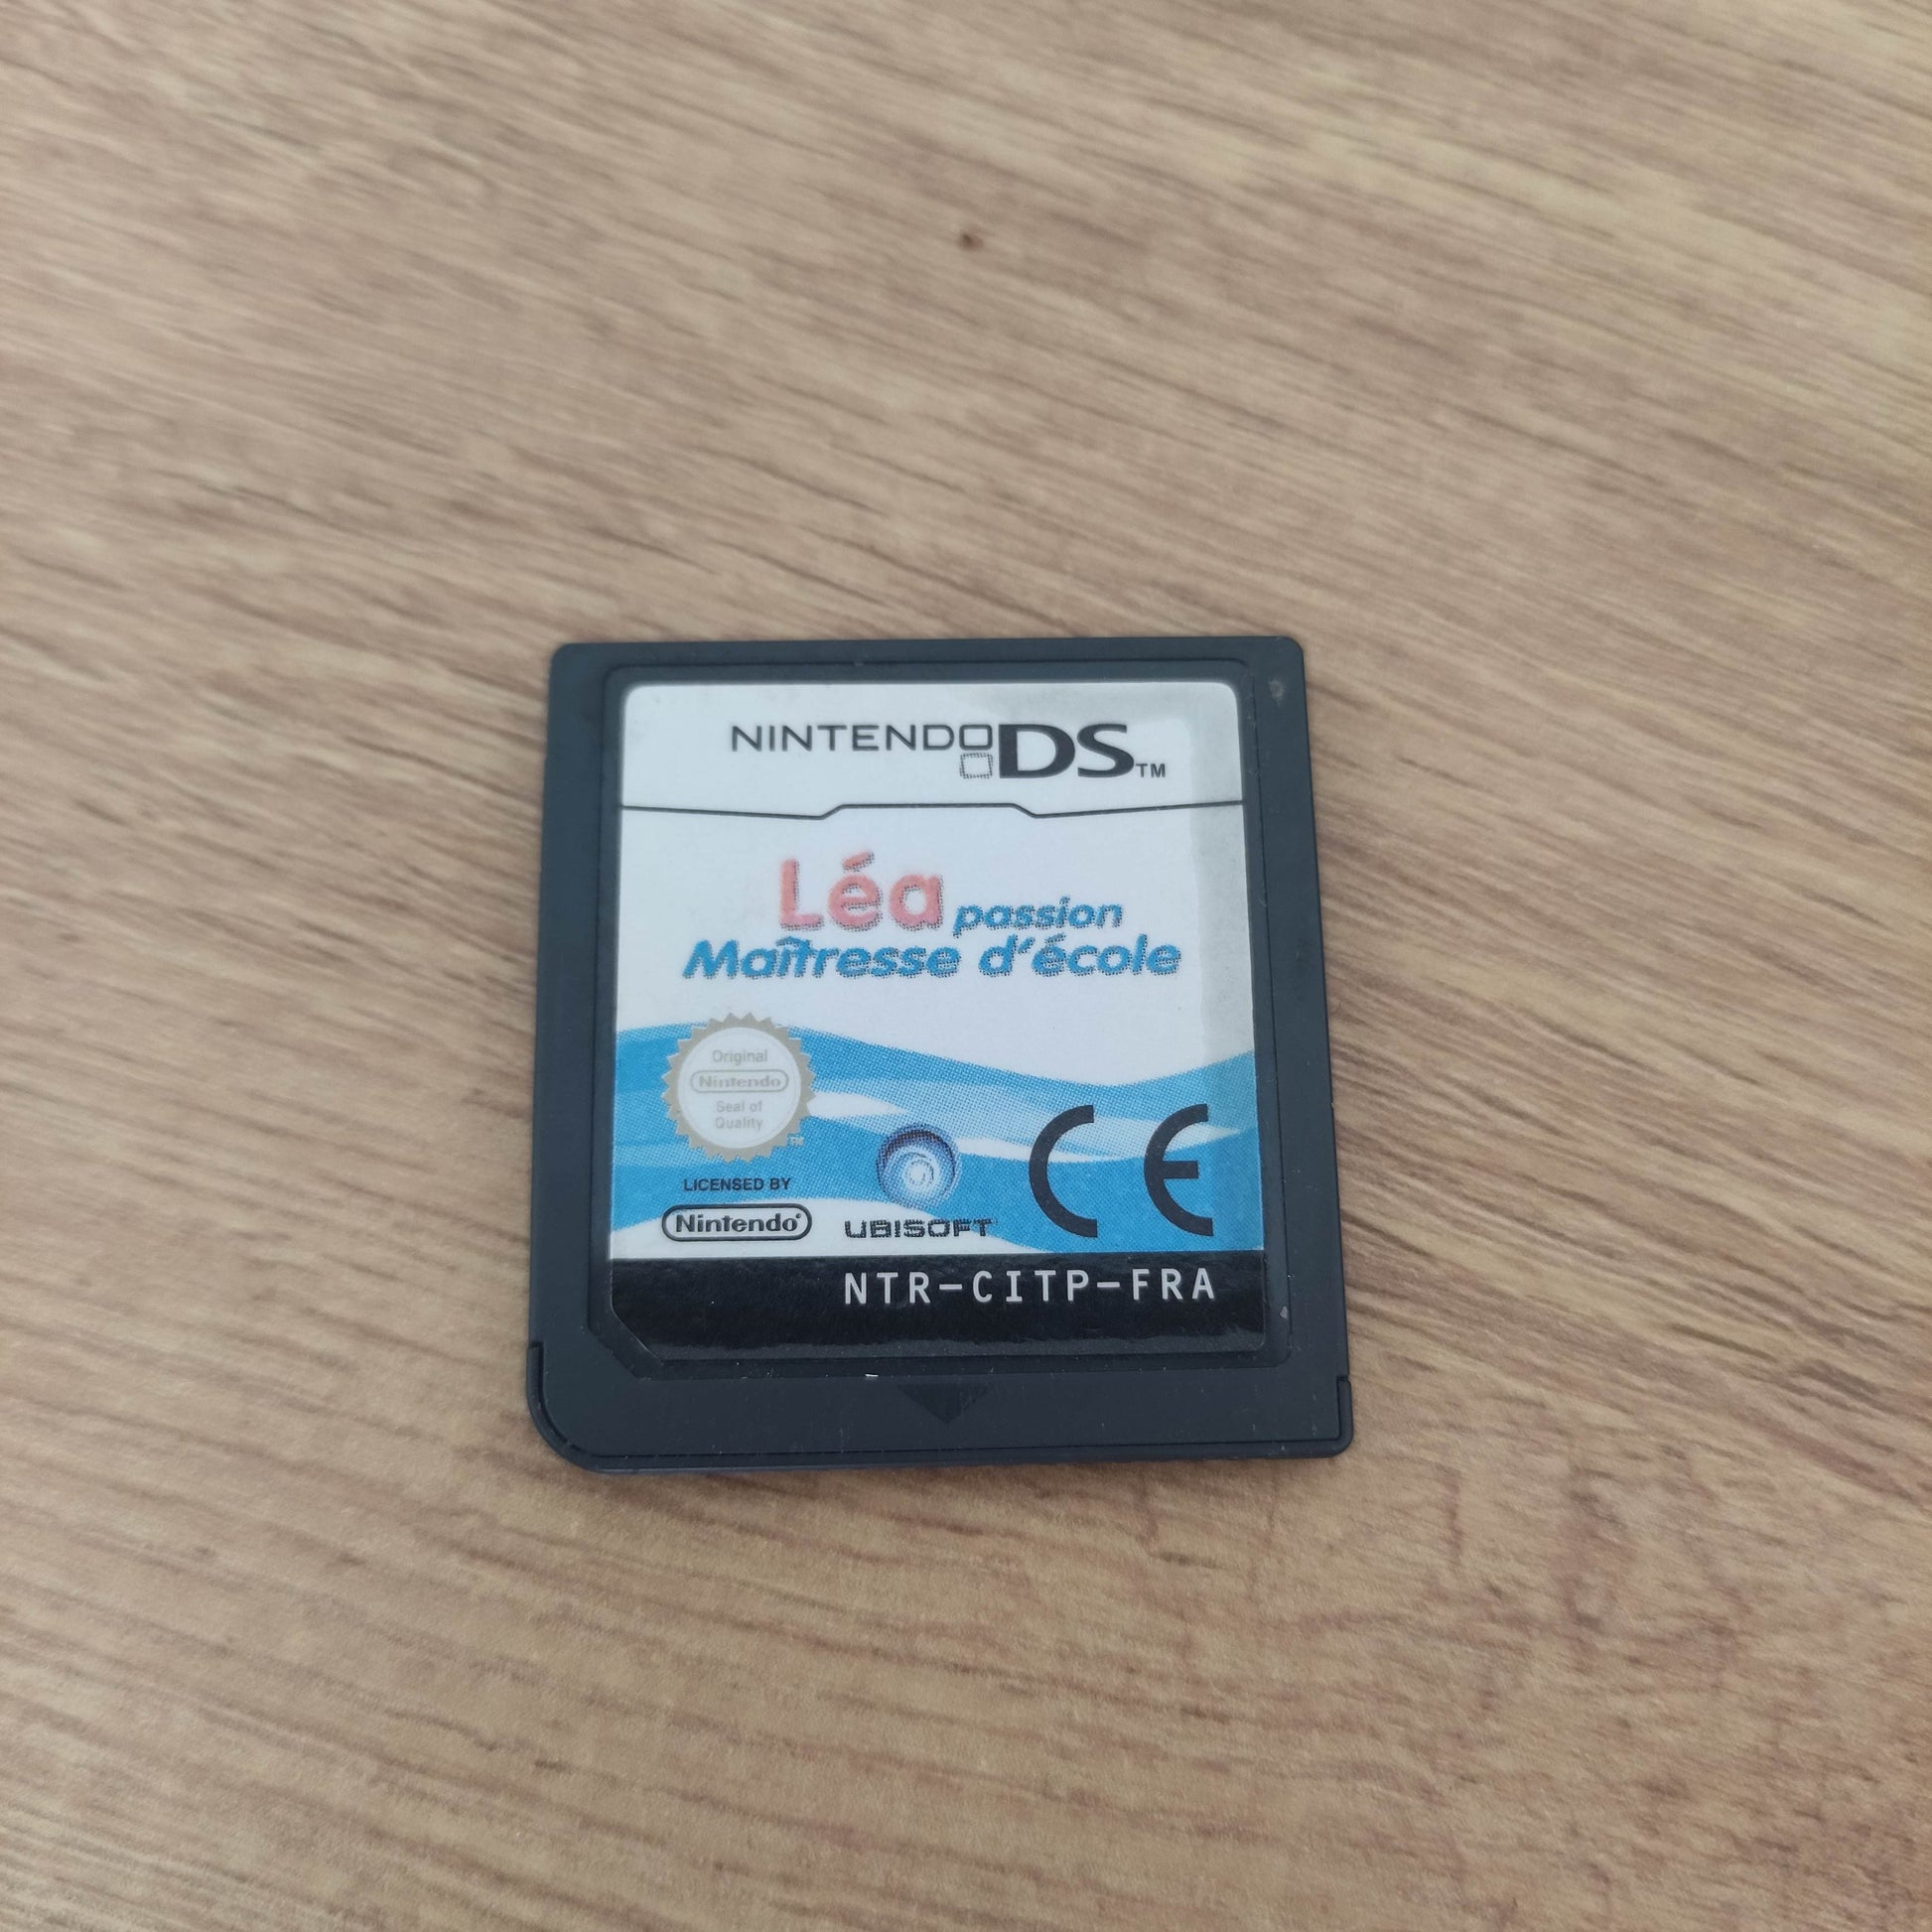 NINTENDO DS™
Léa passion
Maîtresse d'école
Original
Nintendo
Seal of
Quality
TM
LICENSED BY
Nintendo®
UBISOFT
CE
NTR-CITP-FRA